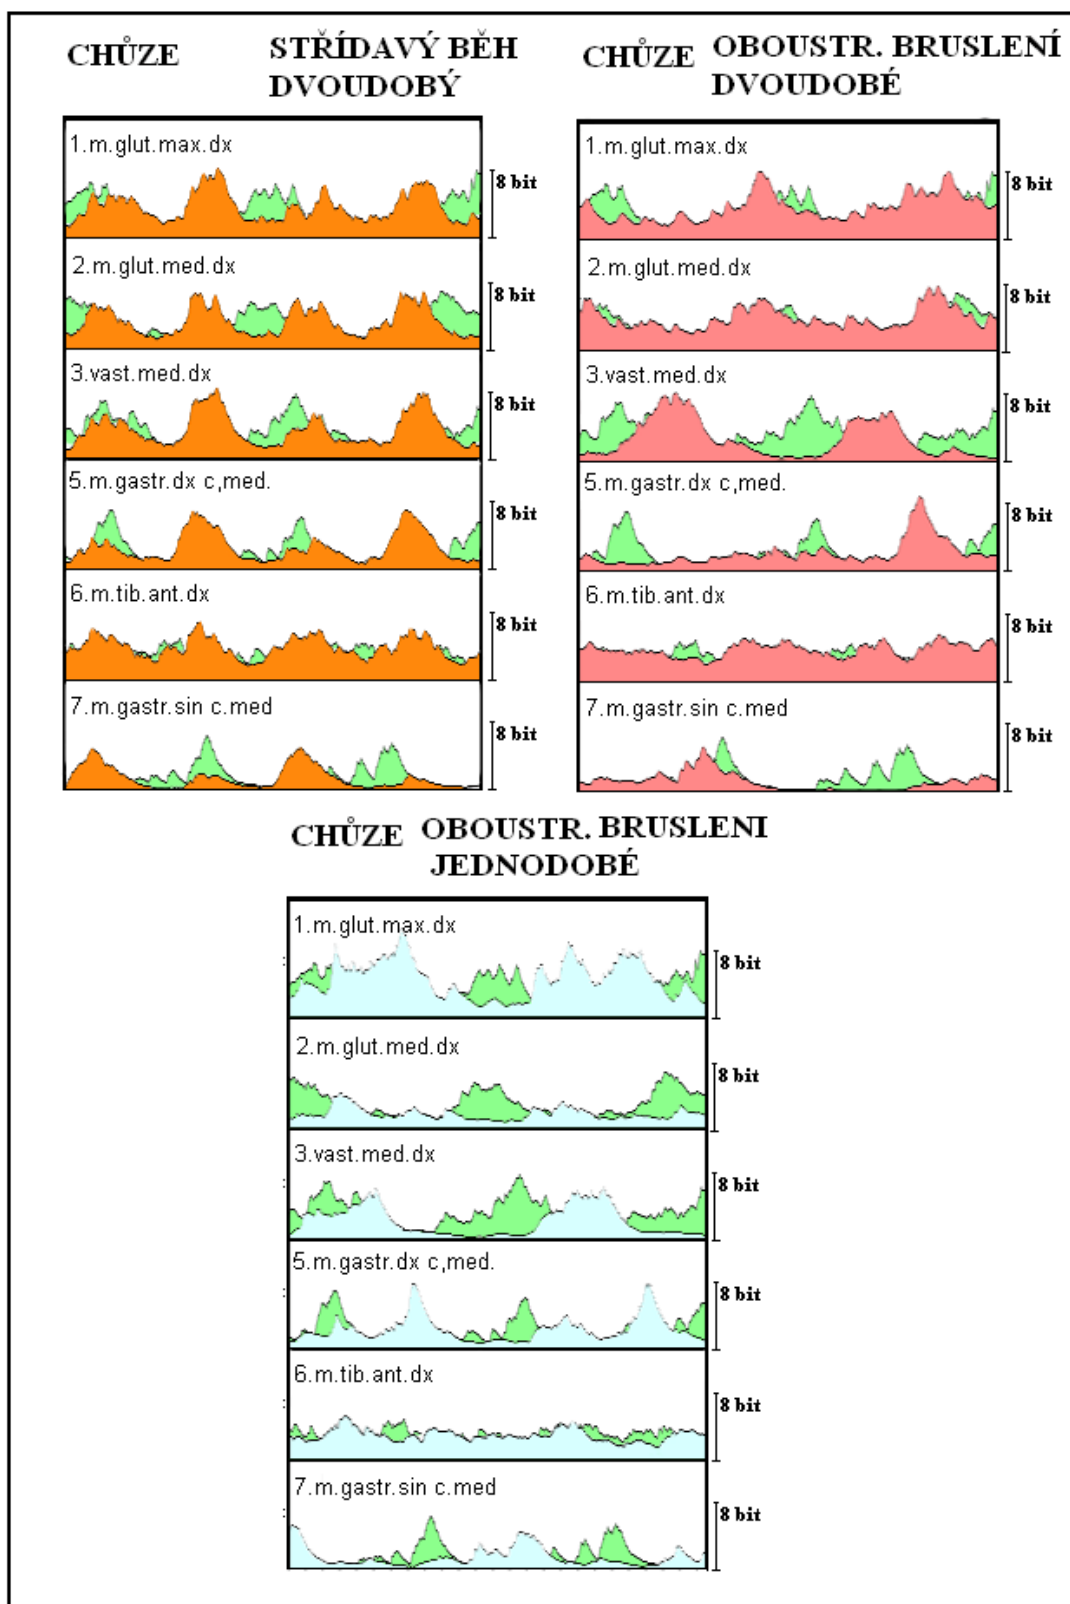 CHŮZE
STŘÍDAVÝ BĚH
DVOUDOBÝ
1.m.glut.max.dx
8 bit
2.m.glut.med.dx
8 bit
3.vast.med.dx
8 bit
5.m.gastr.dx c,med.
8 bit
6.m.tib.ant.dx
8 bit
7.m.gastr.sin c.med
8 bit
CHŮZE
OBOUSTR. BRUSLENÍ
DVOUDOBÉ
1.m.glut.max.dx
8 bit
2.m.glut.med.dx
8 bit
3.vast.med.dx
8 bit
5.m.gastr.dx c,med.
8 bit
6.m.tib.ant.dx
8 bit
7.m.gastr.sin c.med
8 bit
CHŮZE
OBOUSTR. BRUSLENI
JEDNODOBÉ
1.m.glut.max.dx
8 bit
2.m.glut.med.dx
8 bit
3.vast.med.dx
8 bit
5.m.gastr.dx c,med.
8 bit
6.m.tib.ant.dx
8 bit
7.m.gastr.sin c.med
8 bit